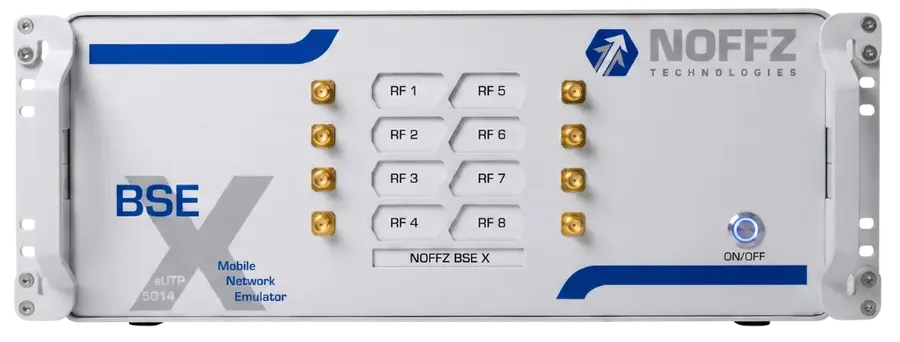 NOFFZ
TECHNOLOGIES
RF 1
RF 5
RF 2
RF 6
RF 3
RF 7
RF 4
RF 8
NOFFZ BSE X
BSE
X
eUTP
5014
Mobile
Network
Emulator
ON/OFF